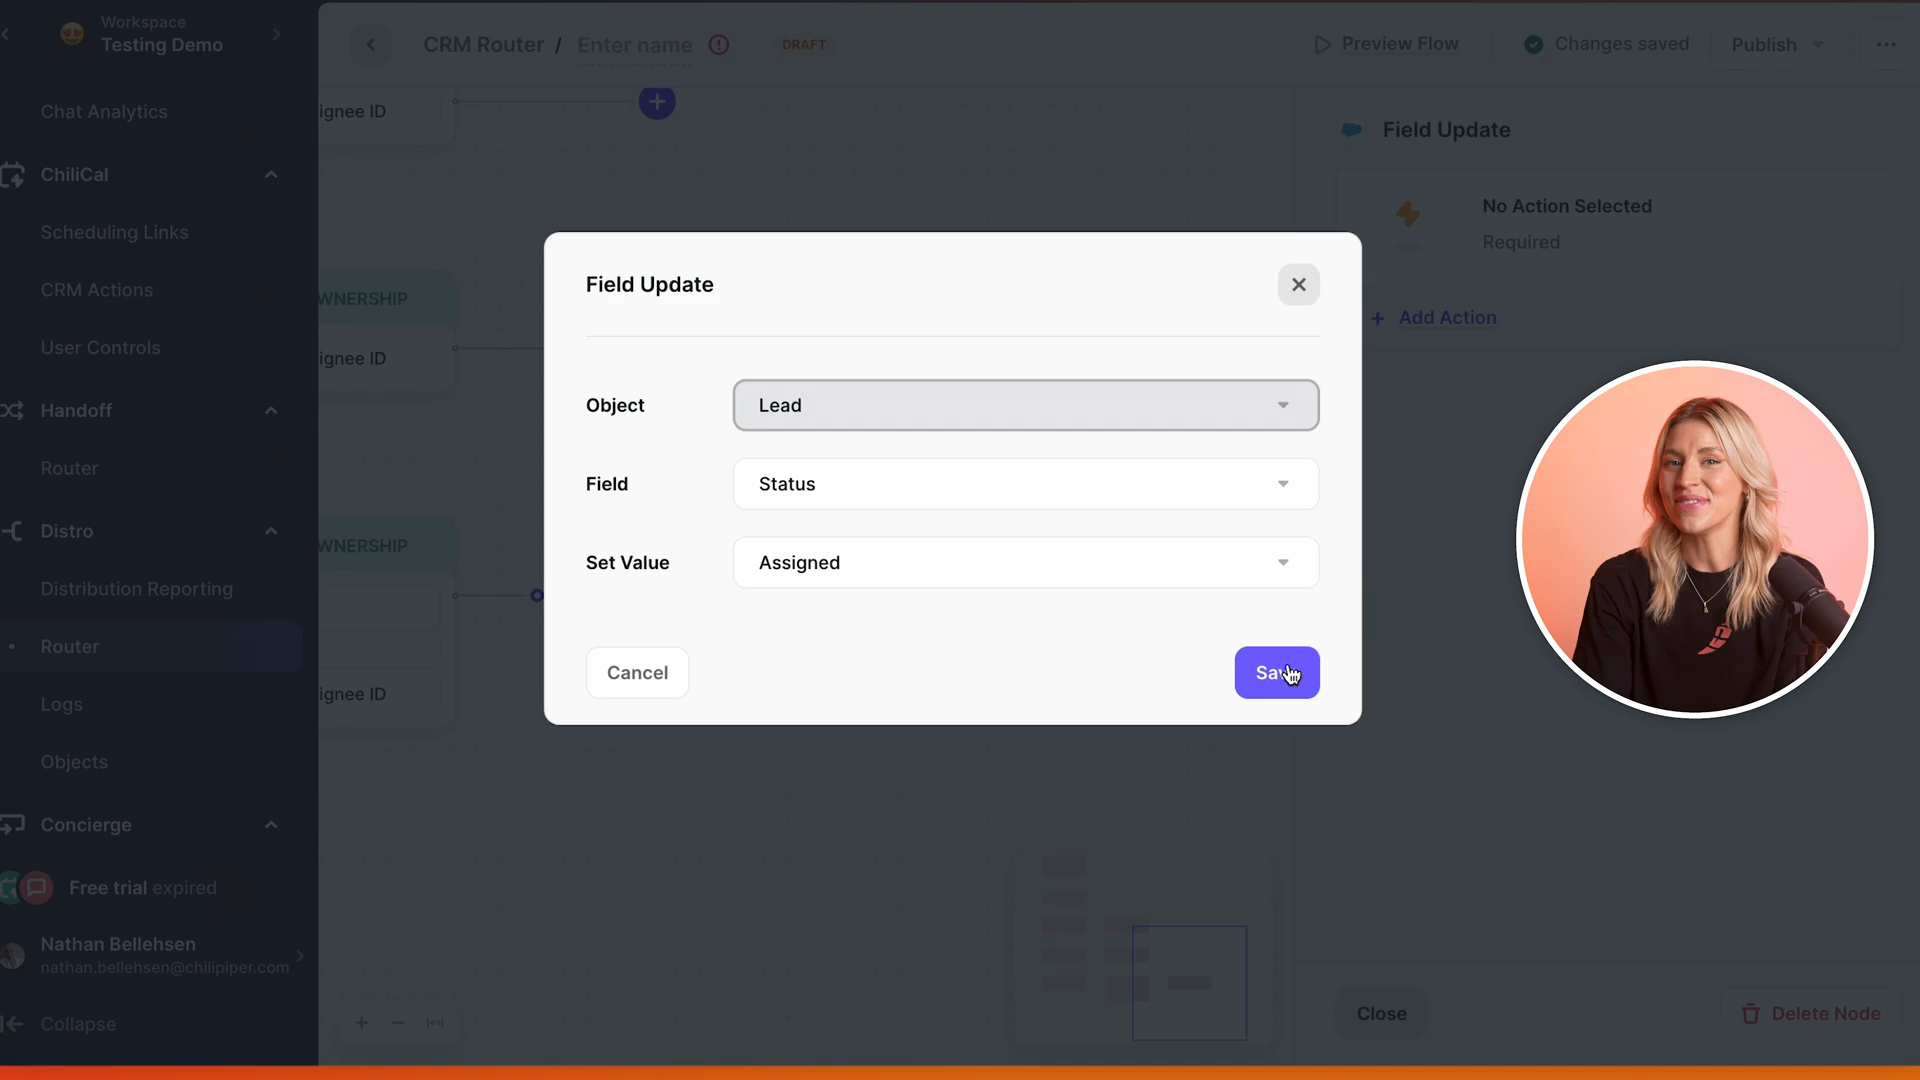 Workspace
Testing Demo
Chat Analytics
ChiliCal
Scheduling Links
CRM Actions
User Controls
Handoff
Router
Distro
Distribution Reporting
Router
Logs
Objects
Concierge
Free trial expired
Nathan Bellehsen
nathan.bellehsen@chilipiper.com
Collapse
CRM Router / Enter name
DRAFT
Preview Flow
Changes saved
Publish
ignee ID
WNERSHIP
ignee ID
WNERSHIP
ignee ID
Field Update
Object
Lead
Field
Status
Set Value
Assigned
Cancel
Field Update
No Action Selected
Required
+ Add Action
Close
Delete Node